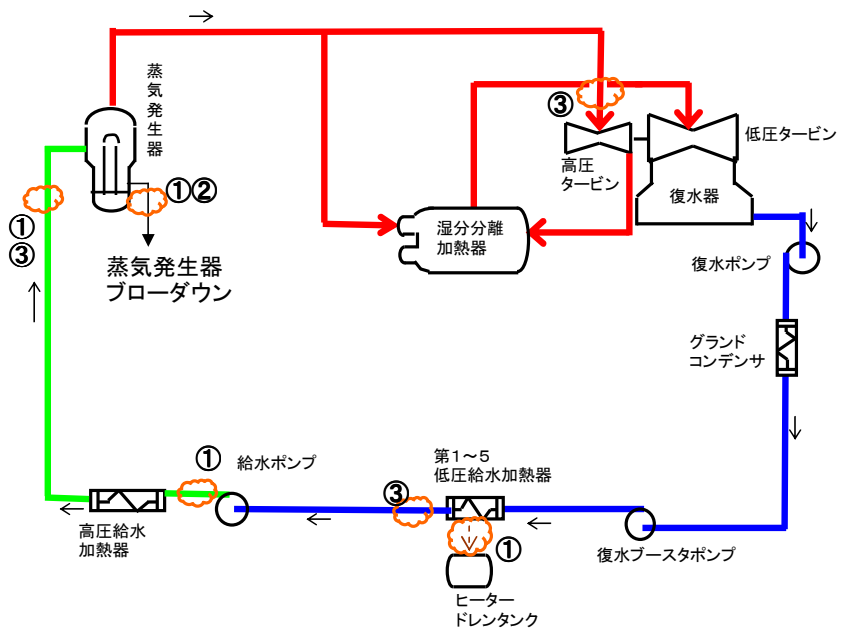 蒸気発生器
③
高圧
タービン
低圧タービン
復水器
①②
①
③
湿分分離
加熱器
蒸気発生器
ブローダウン
復水ポンプ
グランド
コンデンサ
①
給水ポンプ
第1～5
低圧給水加熱器
③
高圧給水
加熱器
①
復水ブースタポンプ
ヒーター
ドレンタンク